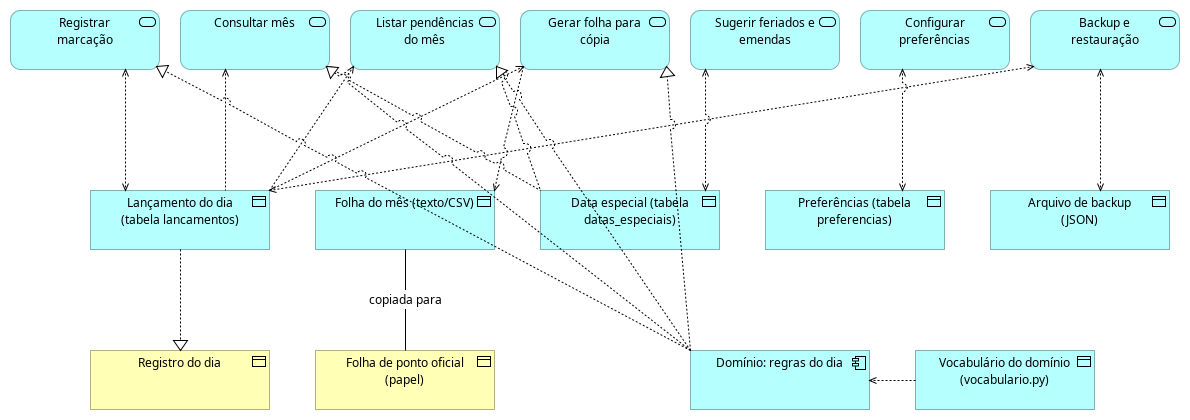 Registrar
marcação
Consultar mês
Listar pendências
do mês
Gerar folha para
cópia
Sugerir feriados e
emendas
Configurar
preferências
Backup e
restauração
Lançamento do dia
(tabela lancamentos)
Folha do mês (texto/CSV)
Data especial (tabela
datas_especiais)
Preferências (tabela
preferencias)
Arquivo de backup
(JSON)
copiada para
Registro do dia
Folha de ponto oficial
(papel)
Domínio: regras do dia
Vocabulário do domínio
(vocabulario.py)